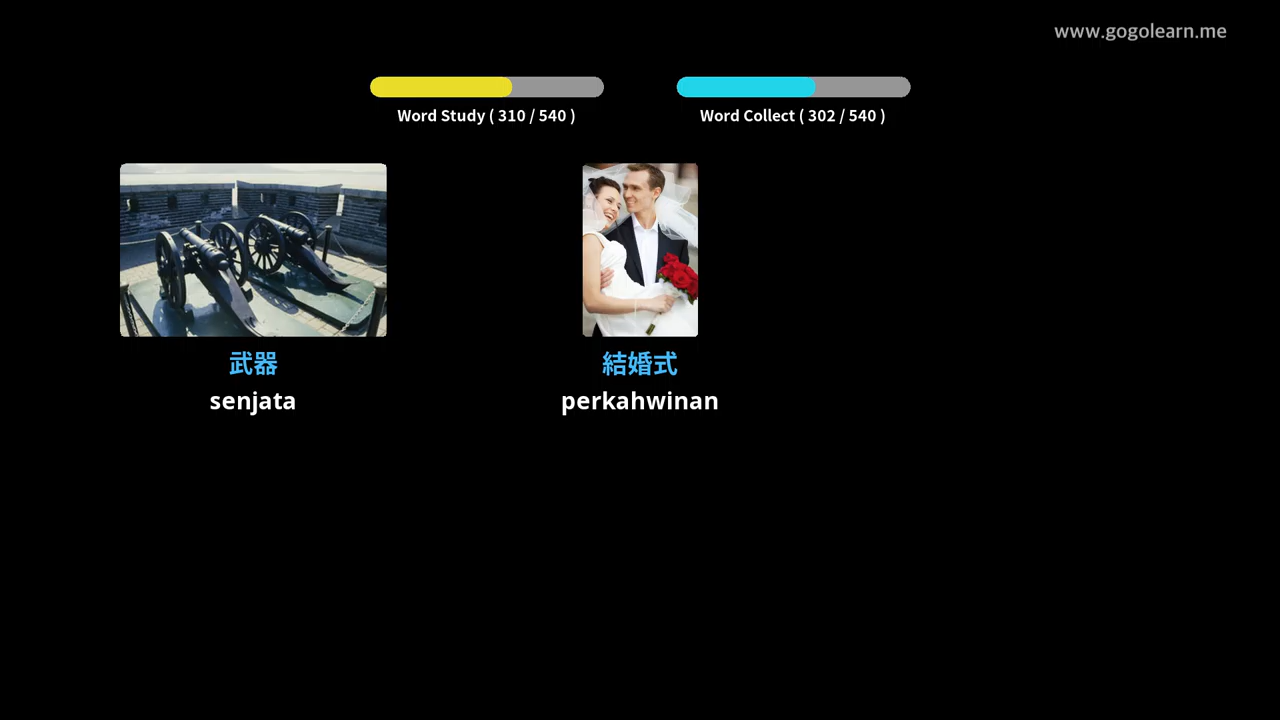 www.gogolearn.me
Word Study ( 310 / 540 )
Word Collect ( 302 / 540 )
武器
senjata
結婚式
perkahwinan